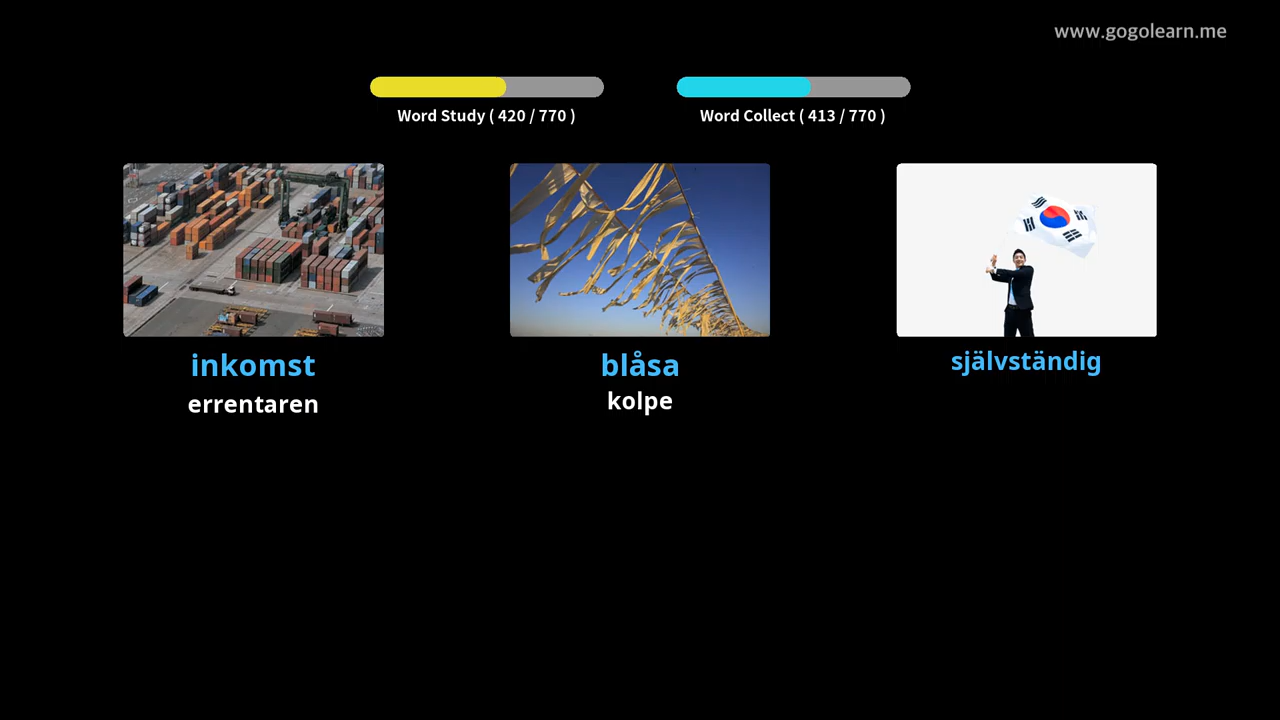 www.gogolearn.me
Word Study ( 420 / 770 )
Word Collect ( 413 / 770 )
inkomst
errentaren
blåsa
kolpe
självständig